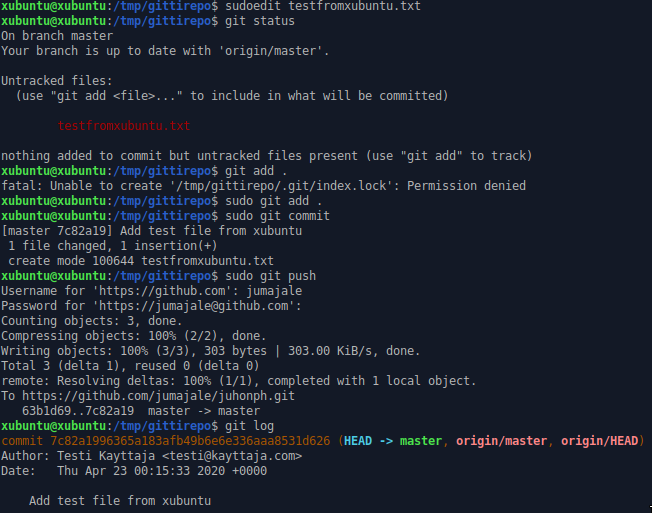 xubuntu@xubuntu:/tmp/gittirepo$ sudoedit testfromxubuntu.txt
xubuntu@xubuntu:/tmp/gittirepo$ git status
On branch master
Your branch is up to date with 'origin/master'.
Untracked files:
  (use "git add <file>..." to include in what will be committed)
        testfromxubuntu.txt
nothing added to commit but untracked files present (use "git add" to track)
xubuntu@xubuntu:/tmp/gittirepo$ git add .
fatal: Unable to create '/tmp/gittirepo/.git/index.lock': Permission denied
xubuntu@xubuntu:/tmp/gittirepo$ sudo git add .
xubuntu@xubuntu:/tmp/gittirepo$ sudo git commit
[master 7c82a19] Add test file from xubuntu
 1 file changed, 1 insertion(+)
 create mode 100644 testfromxubuntu.txt
xubuntu@xubuntu:/tmp/gittirepo$ sudo git push
Username for 'https://github.com': jumajale
Password for 'https://jumajale@github.com':
Counting objects: 3, done.
Compressing objects: 100% (2/2), done.
Writing objects: 100% (3/3), 303 bytes | 303.00 KiB/s, done.
Total 3 (delta 1), reused 0 (delta 0)
remote: Resolving deltas: 100% (1/1), completed with 1 local object.
To https://github.com/jumajale/juhonph.git
   63b1d69..7c82a19  master -> master
xubuntu@xubuntu:/tmp/gittirepo$ git log
commit 7c82a1996365a183afb49b6e6e336aaa8531d626 (HEAD -> master, origin/master, origin/HEAD)
Author: Testi Kayttaja <testi@kayttaja.com>
Date:   Thu Apr 23 00:15:33 2020 +0000
    Add test file from xubuntu